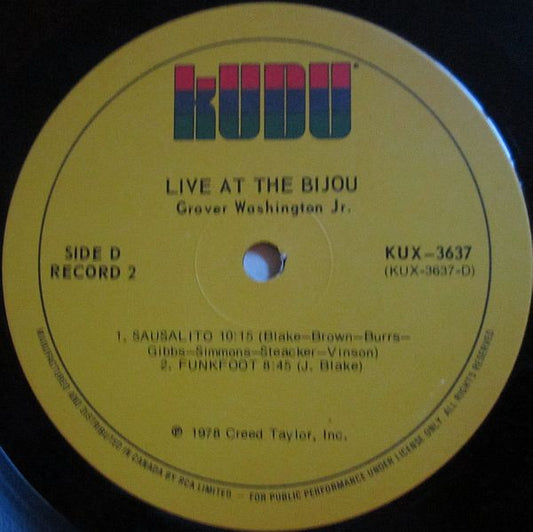 KUDU
LIVE AT THE BIJOU
Grover Washington Jr.
SIDE D
RECORD 2
KUX-3637
(KUX-3637-D)
1. SAUSALITO 10:15 (Blake-Brown-Burrs-
Gibbs-Simmons-Steacker-Vinson)
2. FUNKFOOT 8:45 (J. Blake)
℗ 1978 Creed Taylor, Inc.
MANUFACTURED AND DISTRIBUTED IN CANADA BY RCA LIMITED — FOR PUBLIC PERFORMANCE UNDER LICENSE ONLY. ALL RIGHTS RESERVED